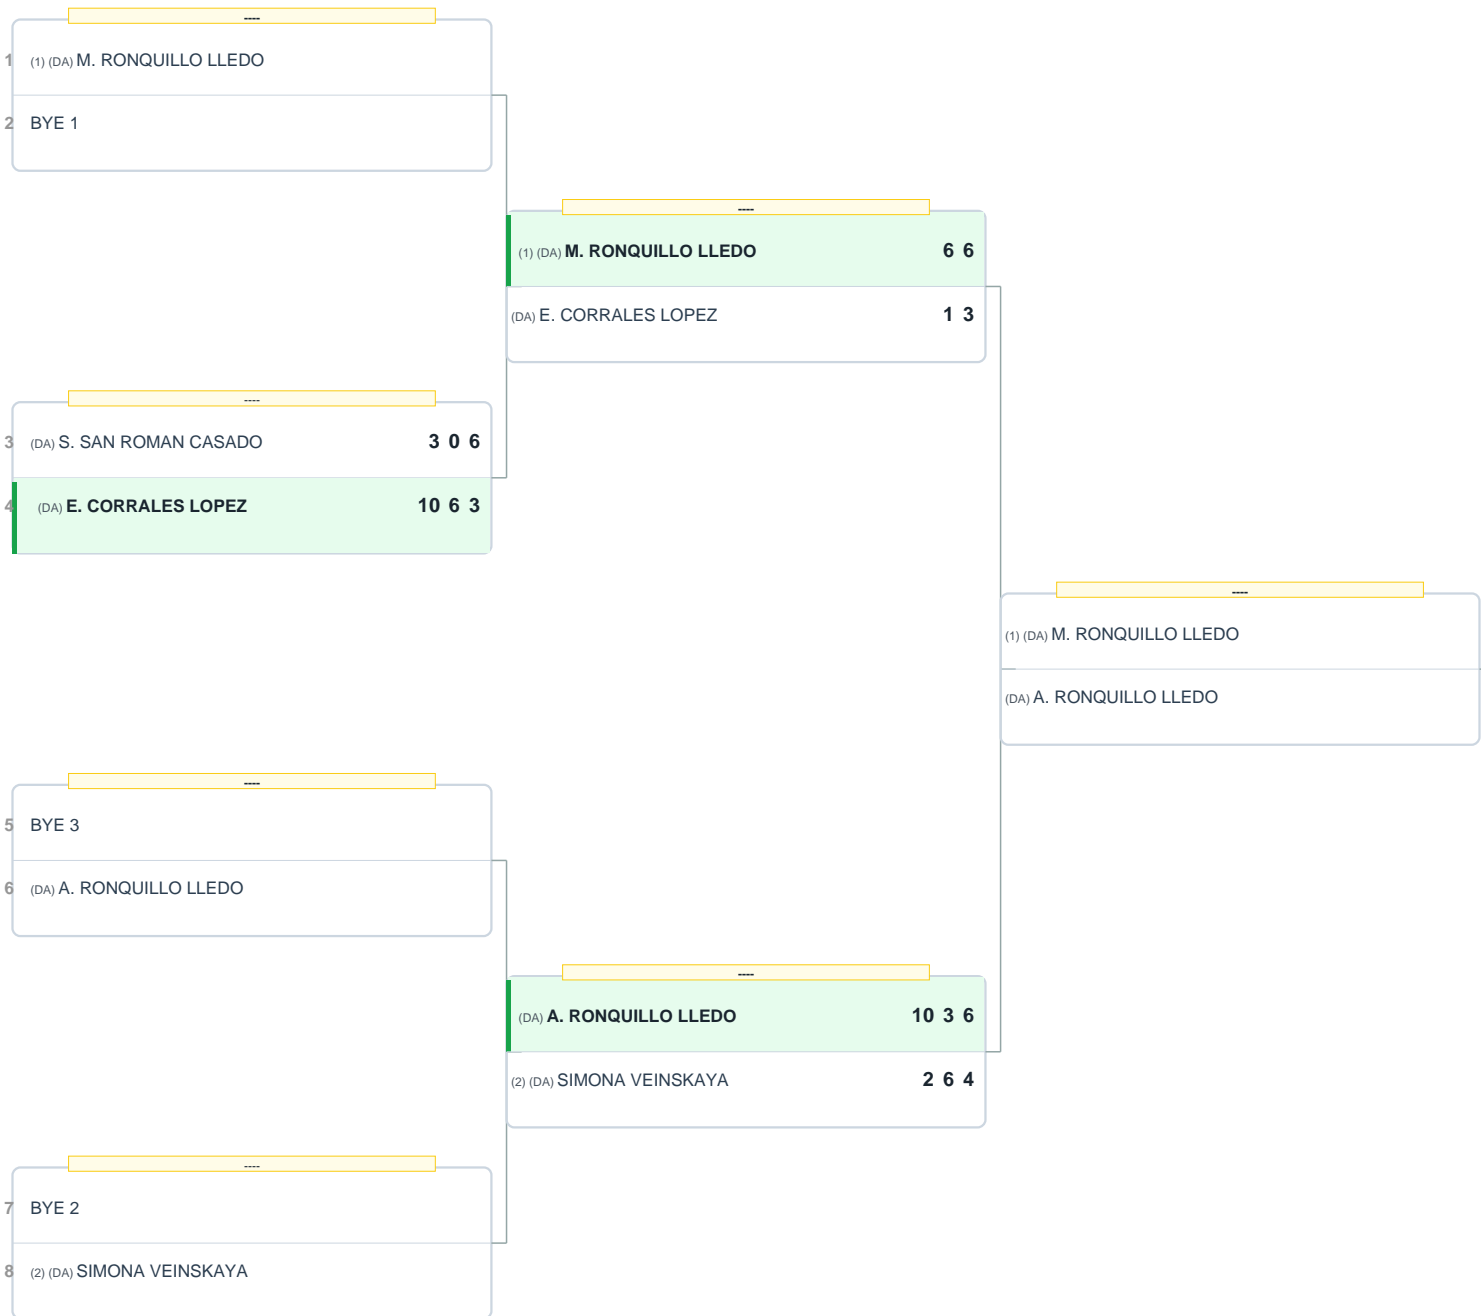 ----
1 (1) (DA) M. RONQUILLO LLEDO
2 BYE 1
----
(1) (DA) M. RONQUILLO LLEDO 6 6
(DA) E. CORRALES LOPEZ 1 3
----
3 (DA) S. SAN ROMAN CASADO 3 0 6
4 (DA) E. CORRALES LOPEZ 10 6 3
----
(1) (DA) M. RONQUILLO LLEDO
(DA) A. RONQUILLO LLEDO
----
5 BYE 3
6 (DA) A. RONQUILLO LLEDO
----
(DA) A. RONQUILLO LLEDO 10 3 6
(2) (DA) SIMONA VEINSKAYA 2 6 4
----
7 BYE 2
8 (2) (DA) SIMONA VEINSKAYA